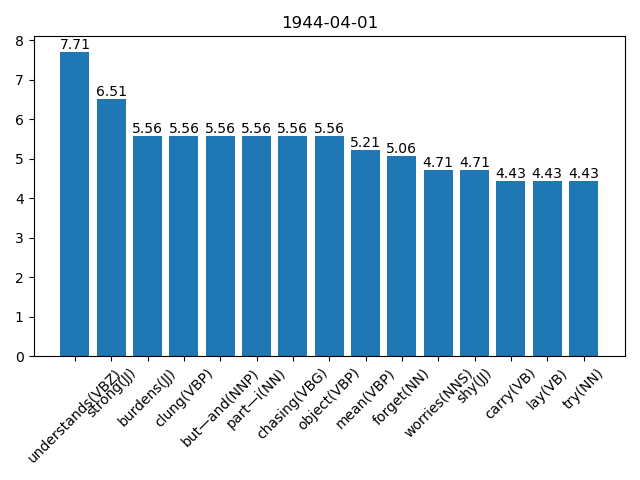 1944-04-01
8
7
6
5
4
3
2
1
0
7.71
6.51
5.56
5.56
5.56
5.56
5.56
5.56
5.21
5.06
4.71
4.71
4.43
4.43
4.43
understands(VBZ)
strong(JJ)
burdens(JJ)
clung(VBP)
but—and(NNP)
part—i(NN)
chasing(VBG)
object(VBP)
mean(VBP)
forget(NN)
worries(NNS)
shy(JJ)
carry(VB)
lay(VB)
try(NN)